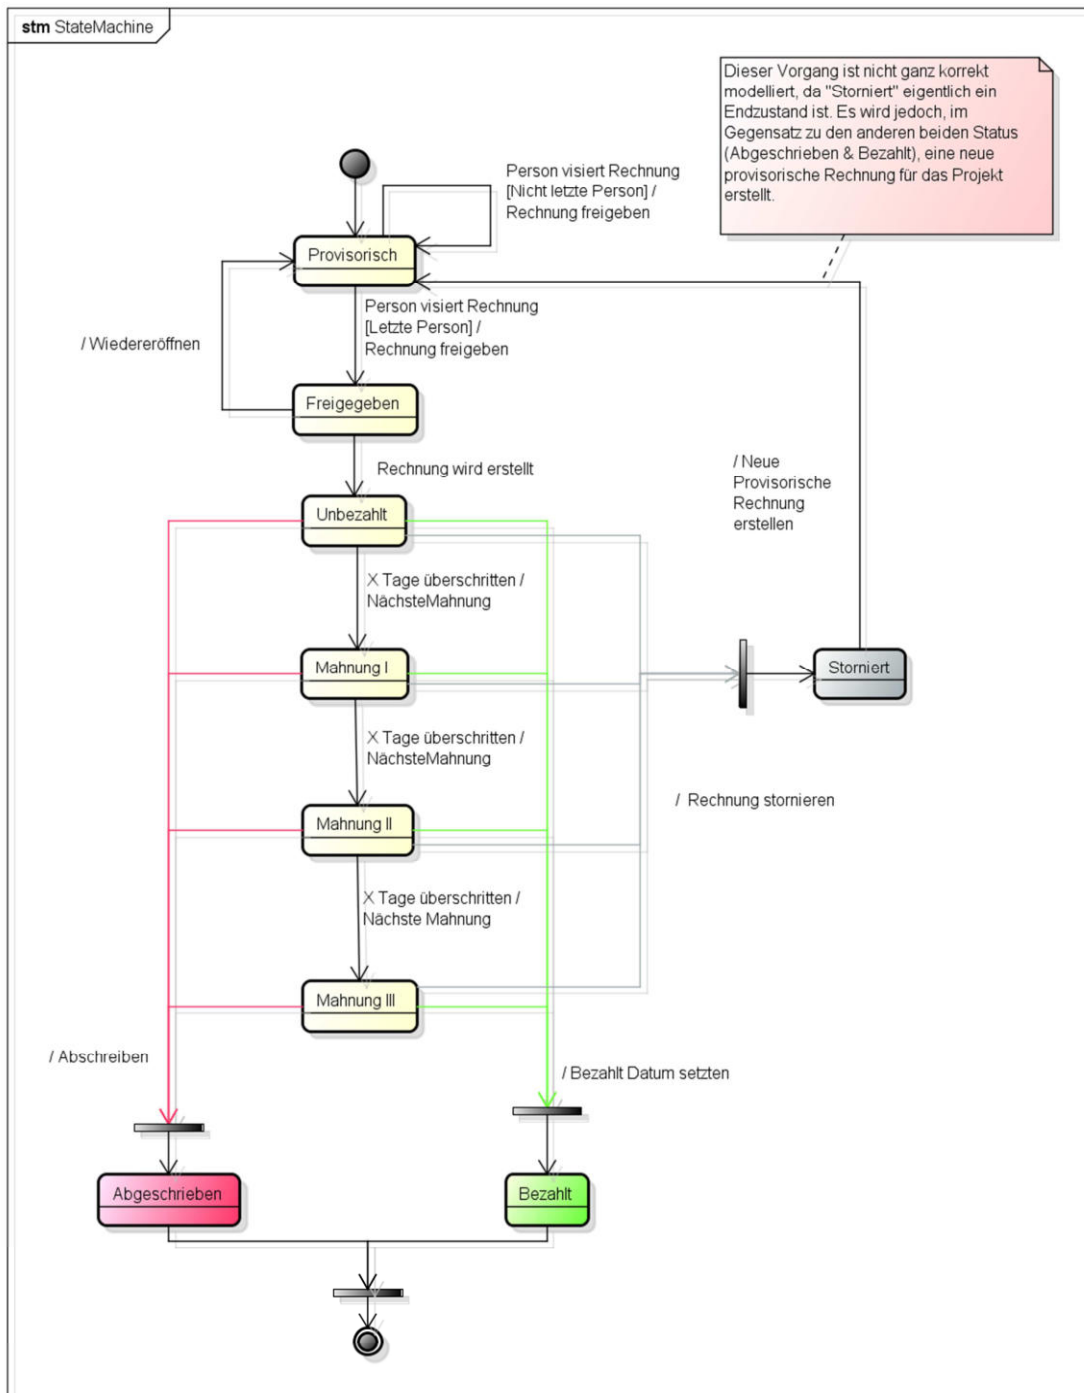 stm StateMachine
Dieser Vorgang ist nicht ganz korrekt
modelliert, da "Storniert" eigentlich ein
Endzustand ist. Es wird jedoch, im
Gegensatz zu den anderen beiden Status
(Abgeschrieben & Bezahlt), eine neue
provisorische Rechnung für das Projekt
erstellt.
Person visiert Rechnung
[Nicht letzte Person] /
Rechnung freigeben
Provisorisch
Person visiert Rechnung
[Letzte Person] /
Rechnung freigeben
/ Wiedereröffnen
Freigegeben
Rechnung wird erstellt
/ Neue
Provisorische
Rechnung
erstellen
Unbezahlt
X Tage überschritten /
NächsteMahnung
Mahnung I
Storniert
X Tage überschritten /
NächsteMahnung
/ Rechnung stornieren
Mahnung II
X Tage überschritten /
Nächste Mahnung
Mahnung III
/ Abschreiben
/ Bezahlt Datum setzten
Abgeschrieben
Bezahlt